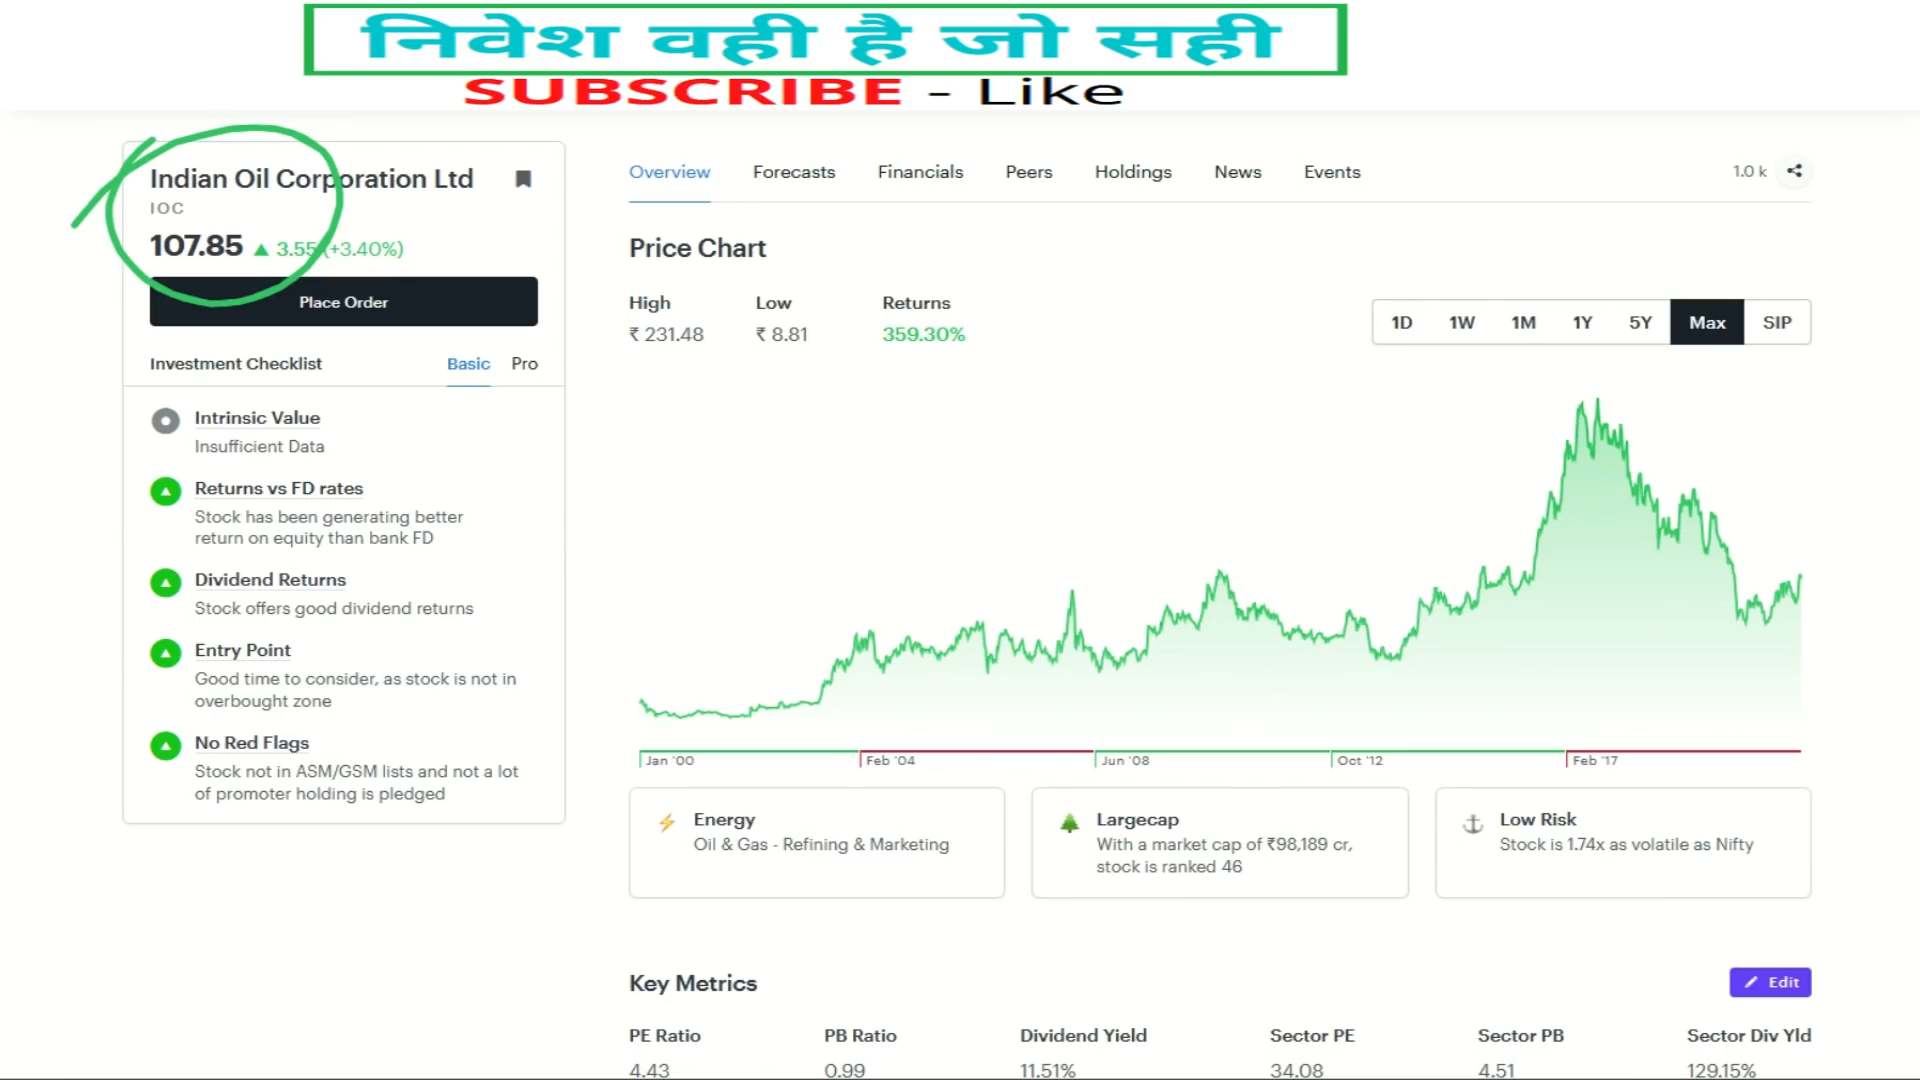 निवेश वही है जो सही
SUBSCRIBE - Like
Indian Oil Corporation Ltd
IOC
107.85 ▲ 3.55 (+3.40%)
Place Order
Investment Checklist Basic Pro
Intrinsic Value
Insufficient Data
Returns vs FD rates
Stock has been generating better
return on equity than bank FD
Dividend Returns
Stock offers good dividend returns
Entry Point
Good time to consider, as stock is not in
overbought zone
No Red Flags
Stock not in ASM/GSM lists and not a lot
of promoter holding is pledged
Overview Forecasts Financials Peers Holdings News Events 1.0 k
Price Chart
High Low Returns
₹ 231.48 ₹ 8.81 359.30%
1D 1W 1M 1Y 5Y Max SIP
Jan '00 Feb '04 Jun '08 Oct '12 Feb '17
Energy
Oil & Gas - Refining & Marketing
Largecap
With a market cap of ₹98,189 cr,
stock is ranked 46
Low Risk
Stock is 1.74x as volatile as Nifty
Key Metrics Edit
PE Ratio PB Ratio Dividend Yield Sector PE Sector PB Sector Div Yld
4.43 0.99 11.51% 34.08 4.51 129.15%